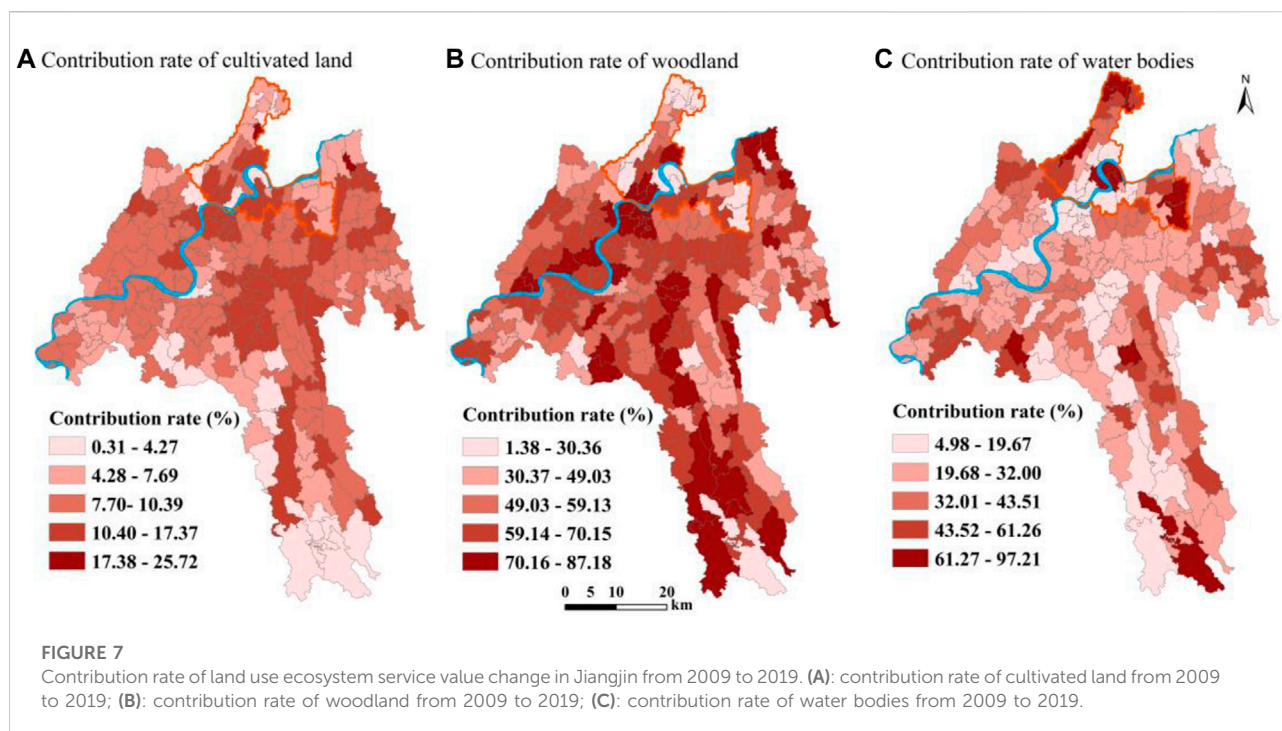 A Contribution rate of cultivated land
B Contribution rate of woodland
C Contribution rate of water bodies
N
Contribution rate (%)
0.31 - 4.27
4.28 - 7.69
7.70- 10.39
10.40 - 17.37
17.38 - 25.72
Contribution rate (%)
1.38 - 30.36
30.37 - 49.03
49.03 - 59.13
59.14 - 70.15
70.16 - 87.18
Contribution rate (%)
4.98 - 19.67
19.68 - 32.00
32.01 - 43.51
43.52 - 61.26
61.27 - 97.21
0 5 10 20
km
FIGURE 7
Contribution rate of land use ecosystem service value change in Jiangjin from 2009 to 2019. (A): contribution rate of cultivated land from 2009
to 2019; (B): contribution rate of woodland from 2009 to 2019; (C): contribution rate of water bodies from 2009 to 2019.